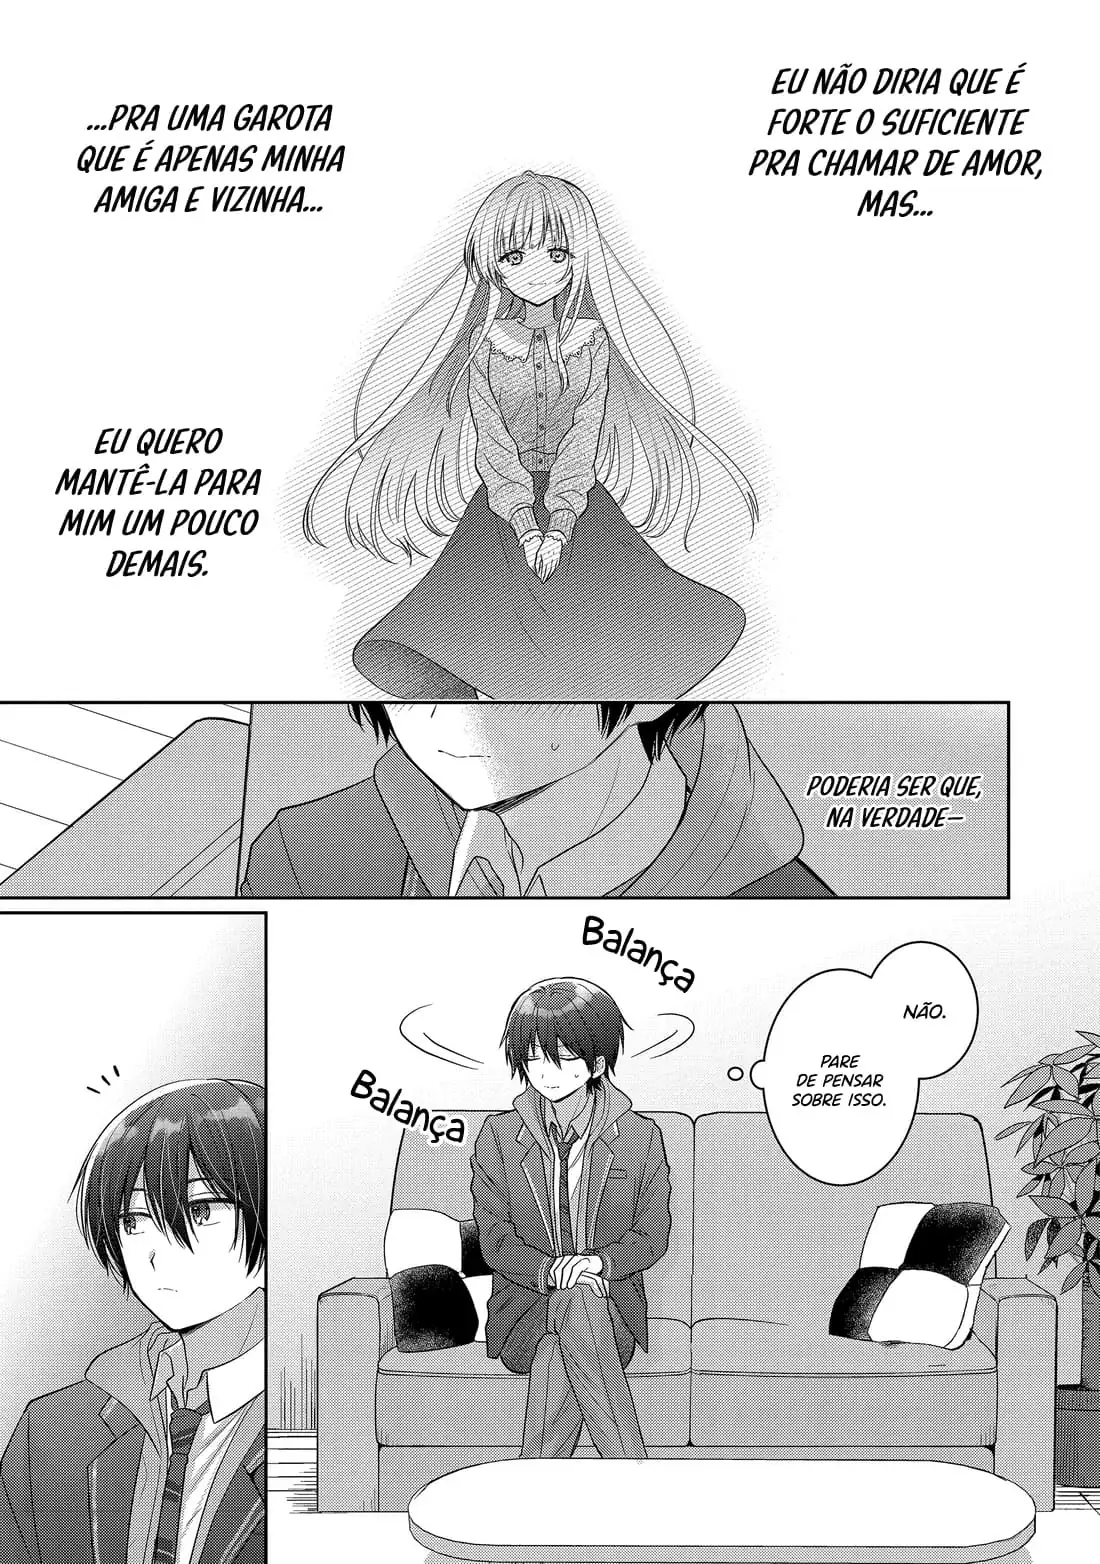 EU NÃO DIRIA QUE É
FORTE O SUFICIENTE
PRA CHAMAR DE AMOR,
MAS...
...PRA UMA GAROTA
QUE É APENAS MINHA
AMIGA E VIZINHA...
EU QUERO
MANTÊ-LA PARA
MIM UM POUCO
DEMAIS.
PODERIA SER QUE,
NA VERDADE—
NÃO.
PARE
DE PENSAR
SOBRE ISSO.
Balança
Balança